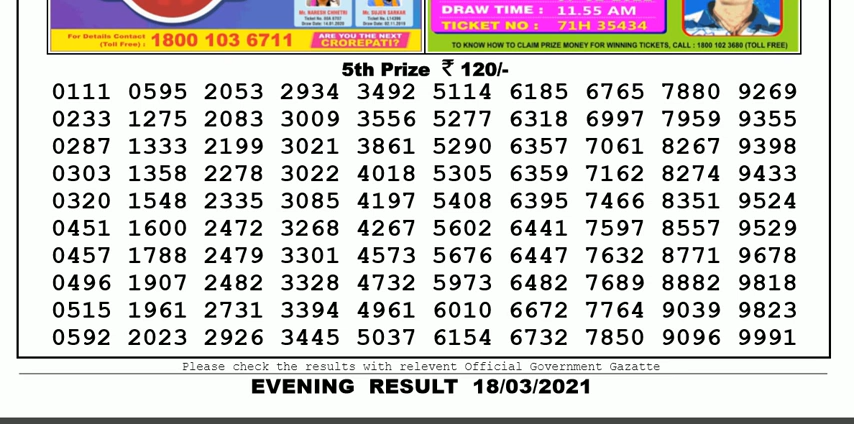 MR. NARESH CHHETRI
MR. SUJEN SARKAR
DRAW TIME : 11.55 AM
TICKET NO : 71H 35434
For Details Contact
(Toll Free) : 1800 103 6711
ARE YOU THE NEXT
CROREPATI?
TO KNOW HOW TO CLAIM PRIZE MONEY FOR WINNING TICKETS, CALL : 1800 102 3680 (TOLL FREE)
5th Prize ₹ 120/-
0111 0595 2053 2934 3492 5114 6185 6765 7880 9269
0233 1275 2083 3009 3556 5277 6318 6997 7959 9355
0287 1333 2199 3021 3861 5290 6357 7061 8267 9398
0303 1358 2278 3022 4018 5305 6359 7162 8274 9433
0320 1548 2335 3085 4197 5408 6395 7466 8351 9524
0451 1600 2472 3268 4267 5602 6441 7597 8557 9529
0457 1788 2479 3301 4573 5676 6447 7632 8771 9678
0496 1907 2482 3328 4732 5973 6482 7689 8882 9818
0515 1961 2731 3394 4961 6010 6672 7764 9039 9823
0592 2023 2926 3445 5037 6154 6732 7850 9096 9991
Please check the results with relevent Official Government Gazatte
EVENING RESULT 18/03/2021